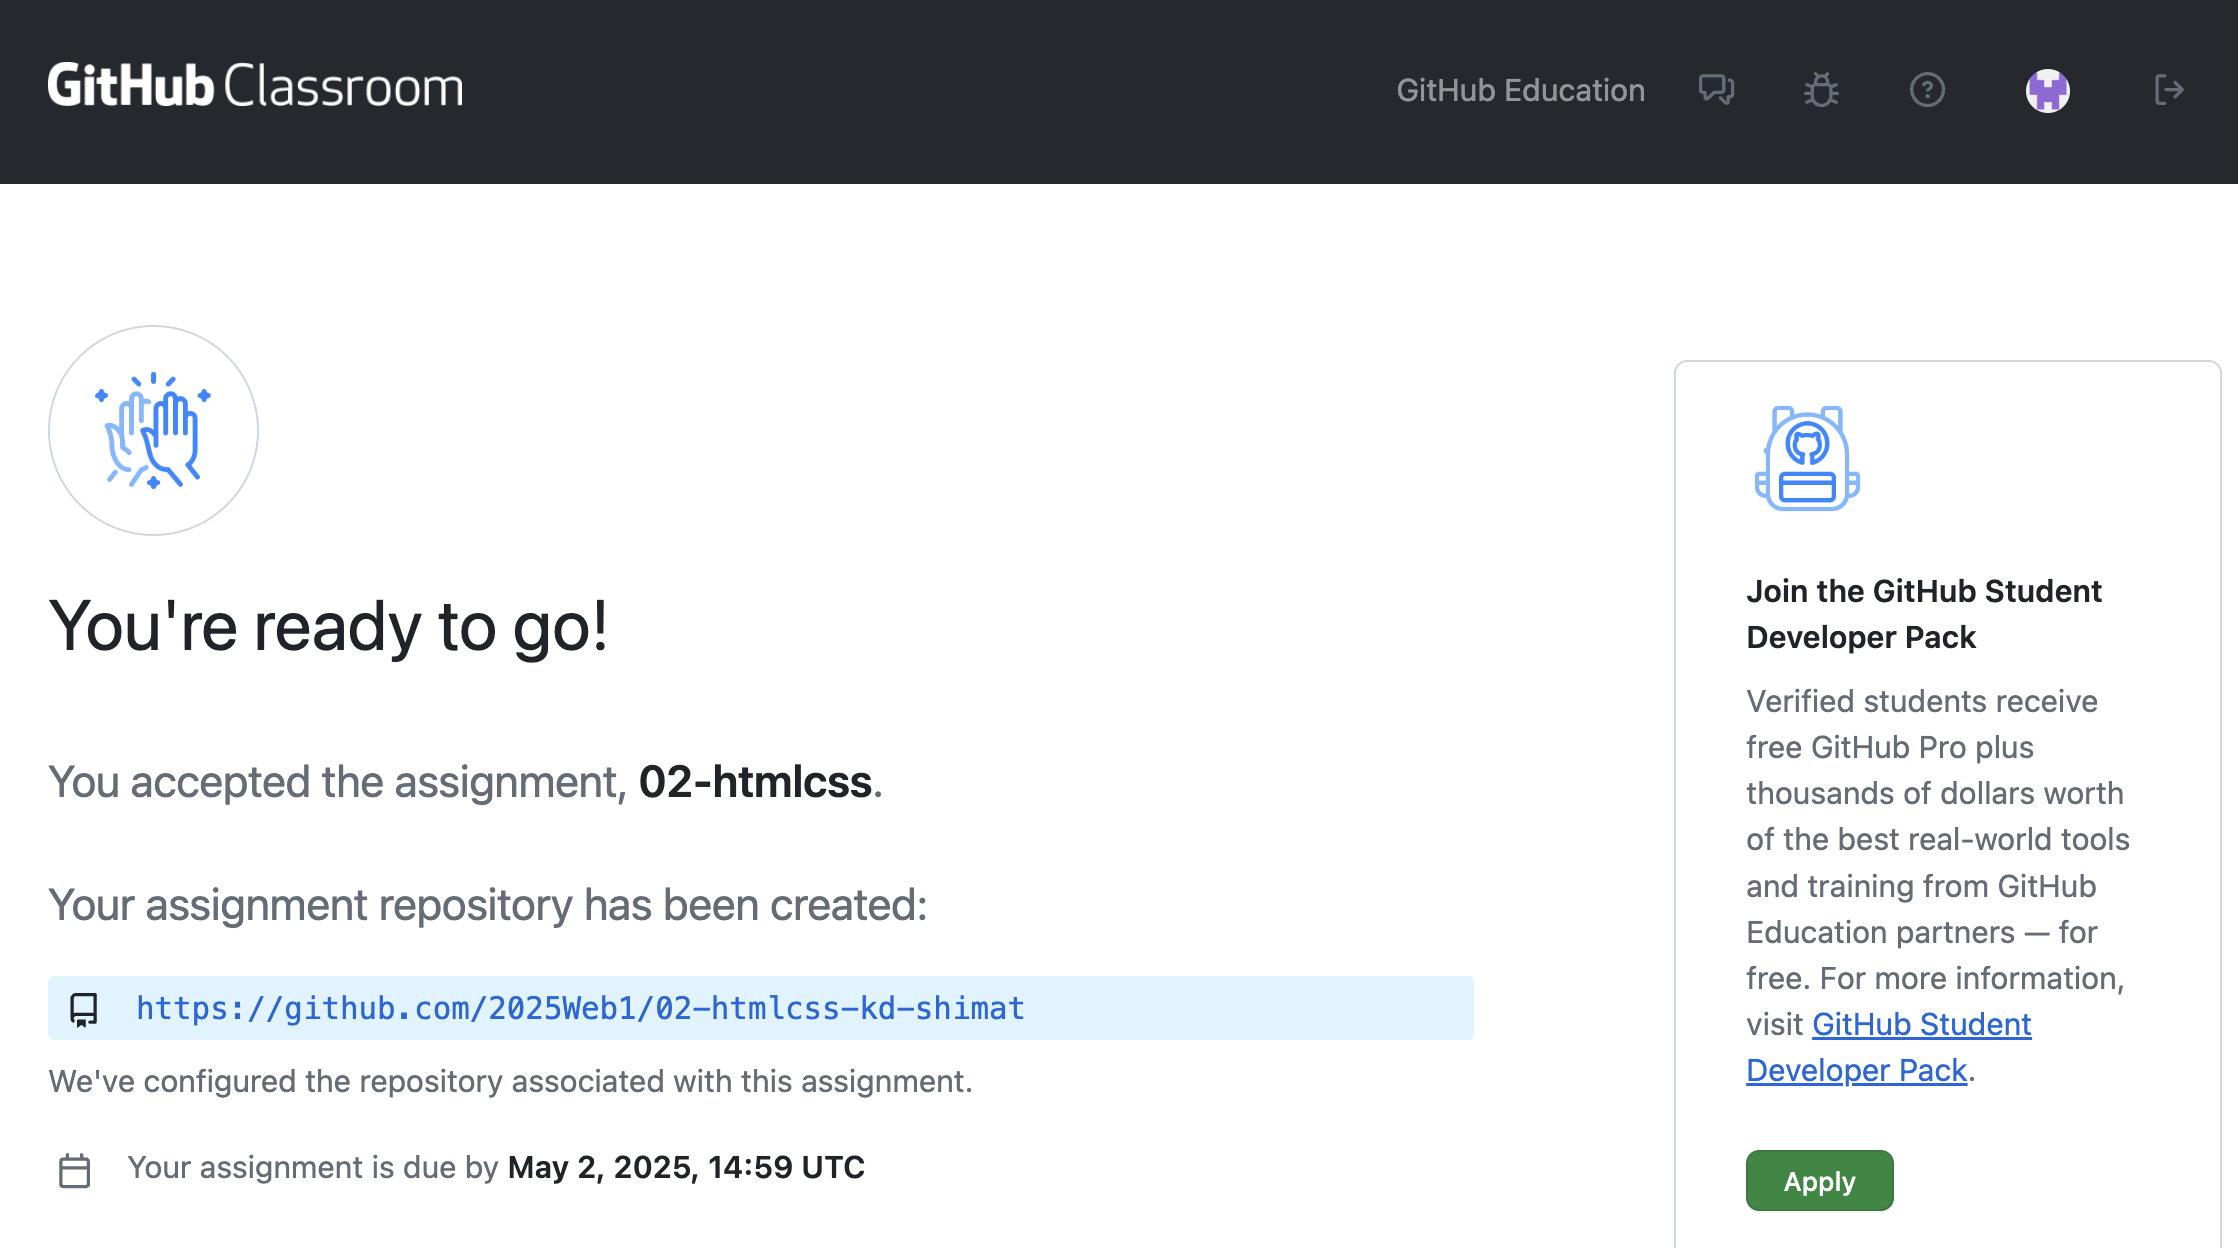 GitHub Classroom
GitHub Education
You're ready to go!
You accepted the assignment, 02-htmlcss.
Your assignment repository has been created:
https://github.com/2025Web1/02-htmlcss-kd-shimat
We've configured the repository associated with this assignment.
Your assignment is due by May 2, 2025, 14:59 UTC
Join the GitHub Student
Developer Pack
Verified students receive
free GitHub Pro plus
thousands of dollars worth
of the best real-world tools
and training from GitHub
Education partners — for
free. For more information,
visit GitHub Student
Developer Pack.
Apply